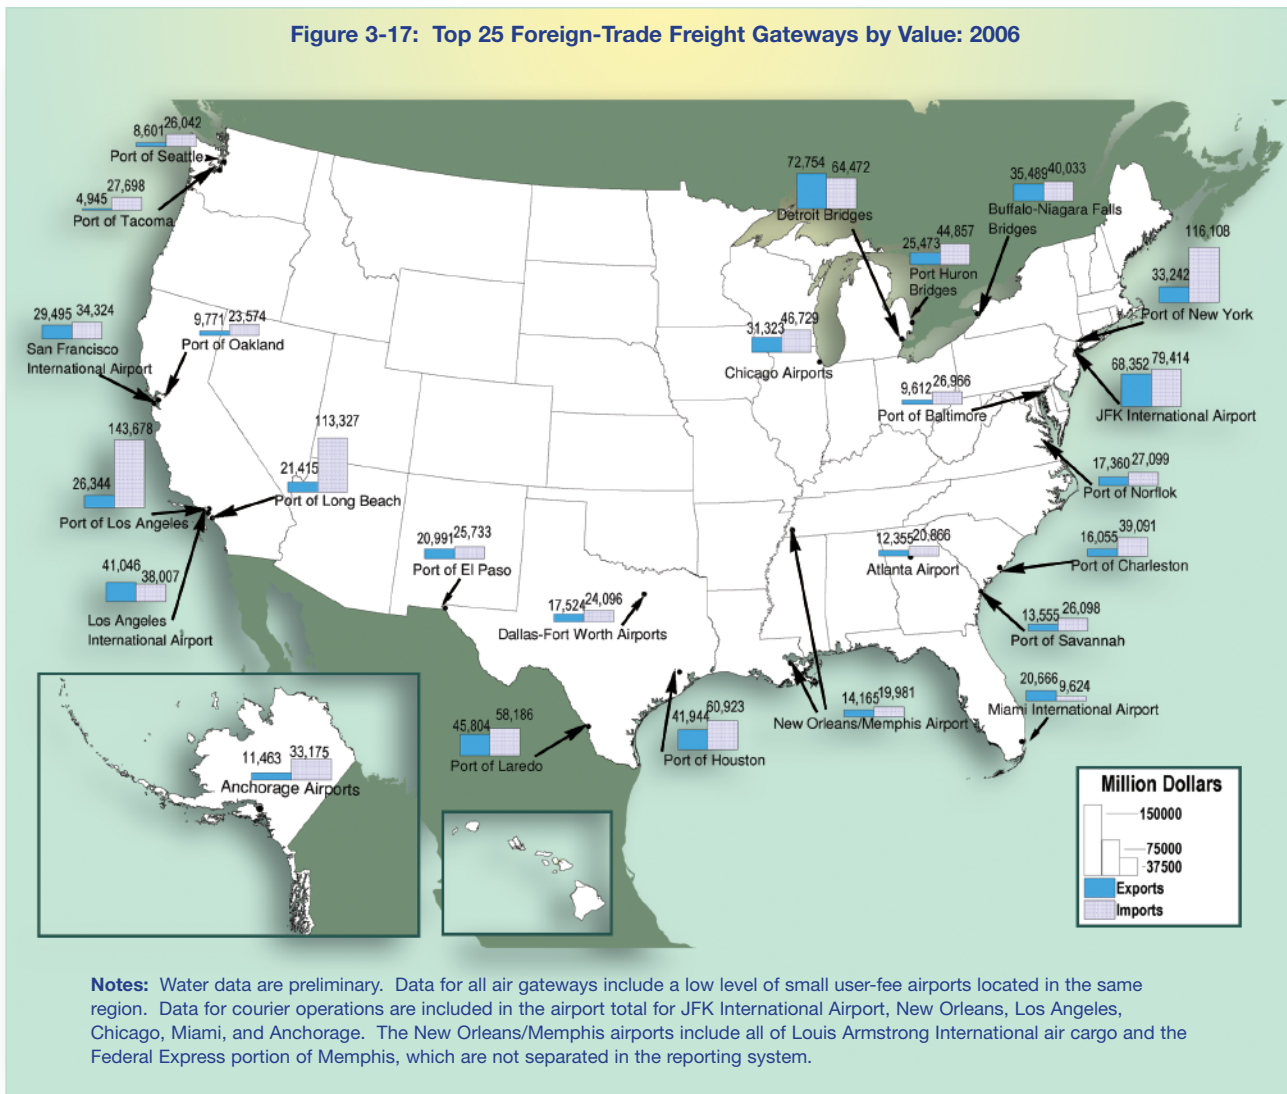 Figure 3-17: Top 25 Foreign-Trade Freight Gateways by Value: 2006
8,601 26,042
Port of Seattle
4,945 27,698
Port of Tacoma
72,754 64,472
Detroit Bridges
35,489 40,033
Buffalo-Niagara Falls
Bridges
25,473 44,857
Port Huron
Bridges
116,108
33,242
Port of New York
29,495 34,324
San Francisco
International Airport
9,771 23,574
Port of Oakland
31,323 46,729
Chicago Airports
68,352 79,414
JFK International Airport
9,612 26,966
Port of Baltimore
143,678
26,344
Port of Los Angeles
113,327
21,415
Port of Long Beach
17,360 27,099
Port of Norflok
20,991 25,733
Port of El Paso
12,355 20,866
Atlanta Airport
39,091
16,055
Port of Charleston
41,046
38,007
Los Angeles
International Airport
17,524 24,096
Dallas-Fort Worth Airports
13,555 26,098
Port of Savannah
20,666
9,624
Miami International Airport
14,165 19,981
New Orleans/Memphis Airport
45,804 58,186
Port of Laredo
60,923
41,944
Port of Houston
11,463 33,175
Anchorage Airports
Million Dollars
150000
75000
37500
Exports
Imports
Notes: Water data are preliminary. Data for all air gateways include a low level of small user-fee airports located in the same
region. Data for courier operations are included in the airport total for JFK International Airport, New Orleans, Los Angeles,
Chicago, Miami, and Anchorage. The New Orleans/Memphis airports include all of Louis Armstrong International air cargo and the
Federal Express portion of Memphis, which are not separated in the reporting system.